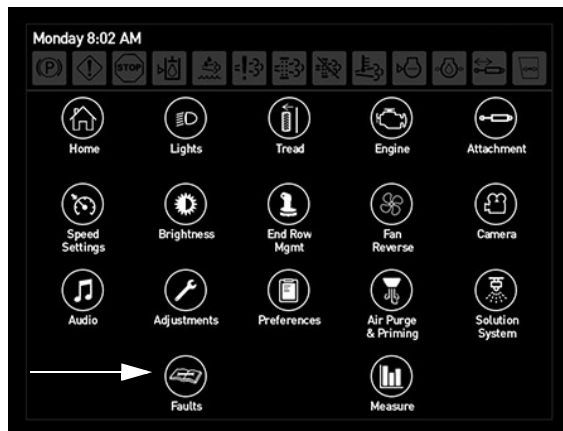 Monday 8:02 AM
(P) STOP
Home Lights Tread Engine Attachment
Speed Brightness End Row Fan Camera
Settings Mgmt Reverse
Audio Adjustments Preferences Air Purge Solution
& Priming System
Faults Measure